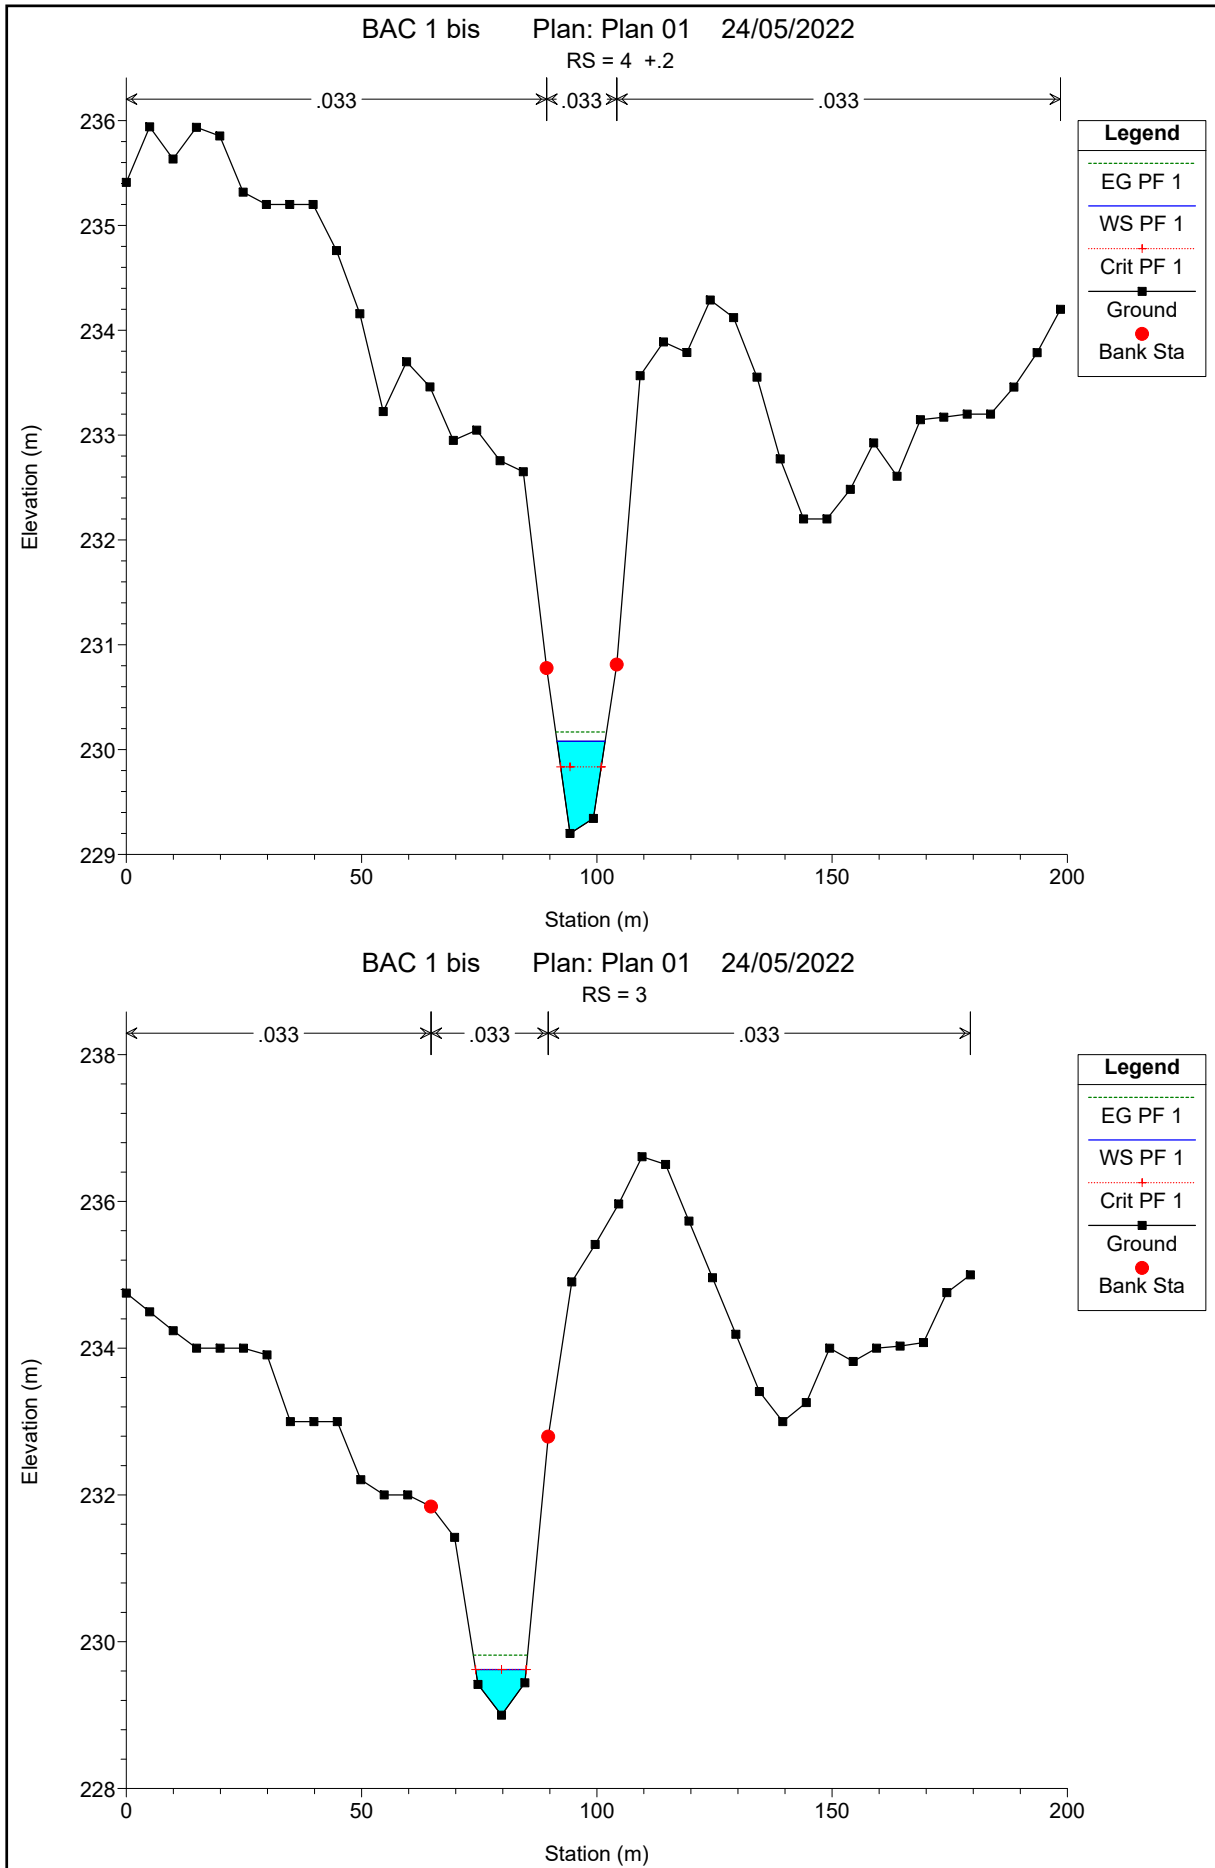 BAC 1 bis Plan: Plan 01 24/05/2022
RS = 4 +.2
.033 .033 .033
Legend
EG PF 1
WS PF 1
Crit PF 1
Ground
Bank Sta
236
235
234
233
232
231
230
229
Elevation (m)
0 50 100 150 200
Station (m)
BAC 1 bis Plan: Plan 01 24/05/2022
RS = 3
.033 .033 .033
Legend
EG PF 1
WS PF 1
Crit PF 1
Ground
Bank Sta
238
236
234
232
230
228
Elevation (m)
0 50 100 150 200
Station (m)